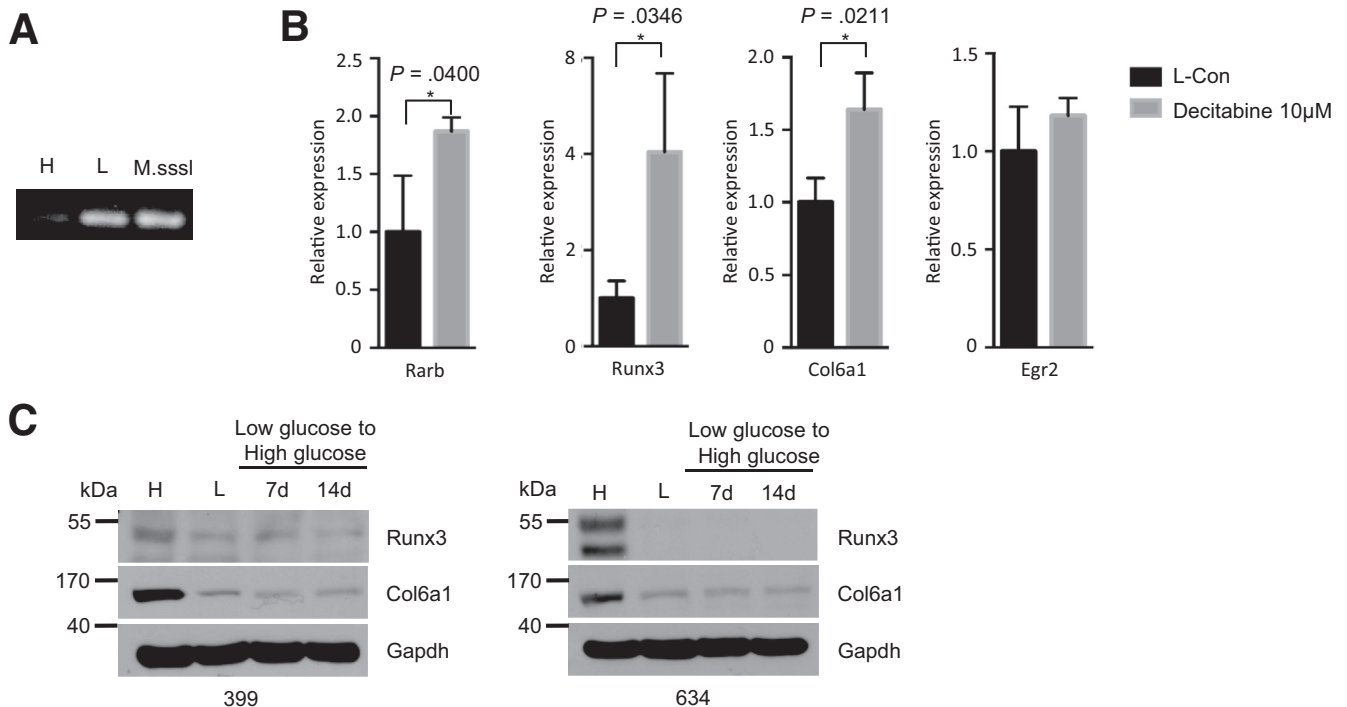 A
H L M.sssl
B
P = .0400
*
Relative expression
2.5
2.0
1.5
1.0
0.5
0
Rarb
P = .0346
*
Relative expression
8
4
2
0
Runx3
P = .0211
*
Relative expression
2.0
1.5
1.0
0.5
0
Col6a1
Relative expression
1.5
1.0
0.5
0
Egr2
L-Con
Decitabine 10µM
C
Low glucose to
High glucose
kDa H L 7d 14d
55 Runx3
170 Col6a1
40 Gapdh
399
Low glucose to
High glucose
kDa H L 7d 14d
55 Runx3
170 Col6a1
40 Gapdh
634